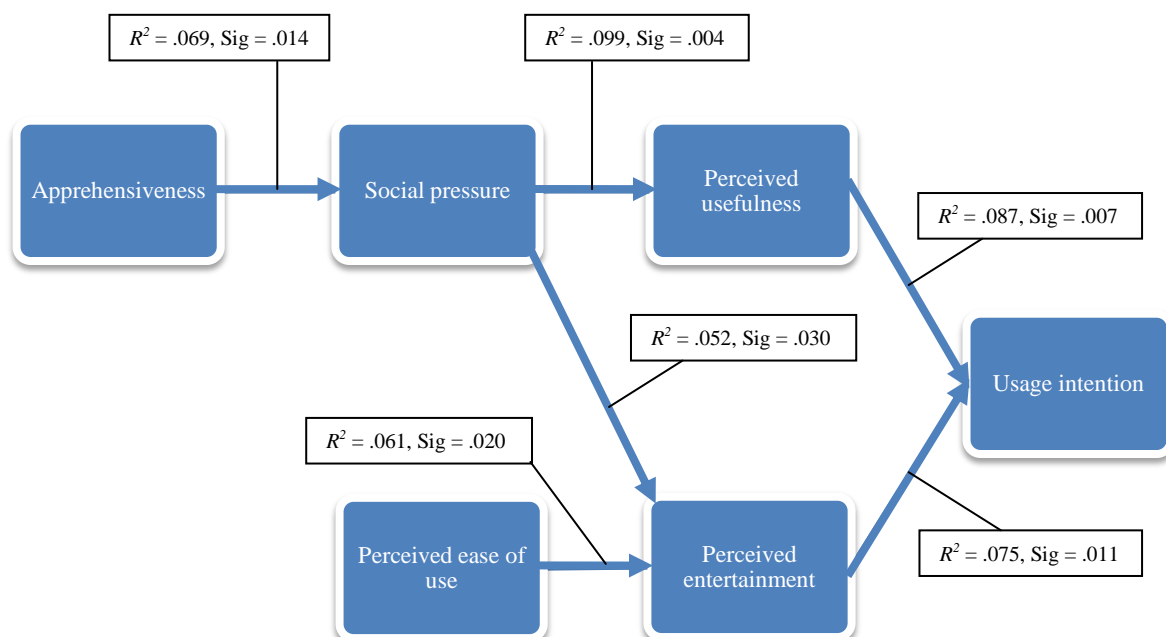 R² = .069, Sig = .014
R² = .099, Sig = .004
Apprehensiveness
Social pressure
Perceived
usefulness
R² = .087, Sig = .007
R² = .052, Sig = .030
Usage intention
R² = .061, Sig = .020
Perceived ease of
use
Perceived
entertainment
R² = .075, Sig = .011